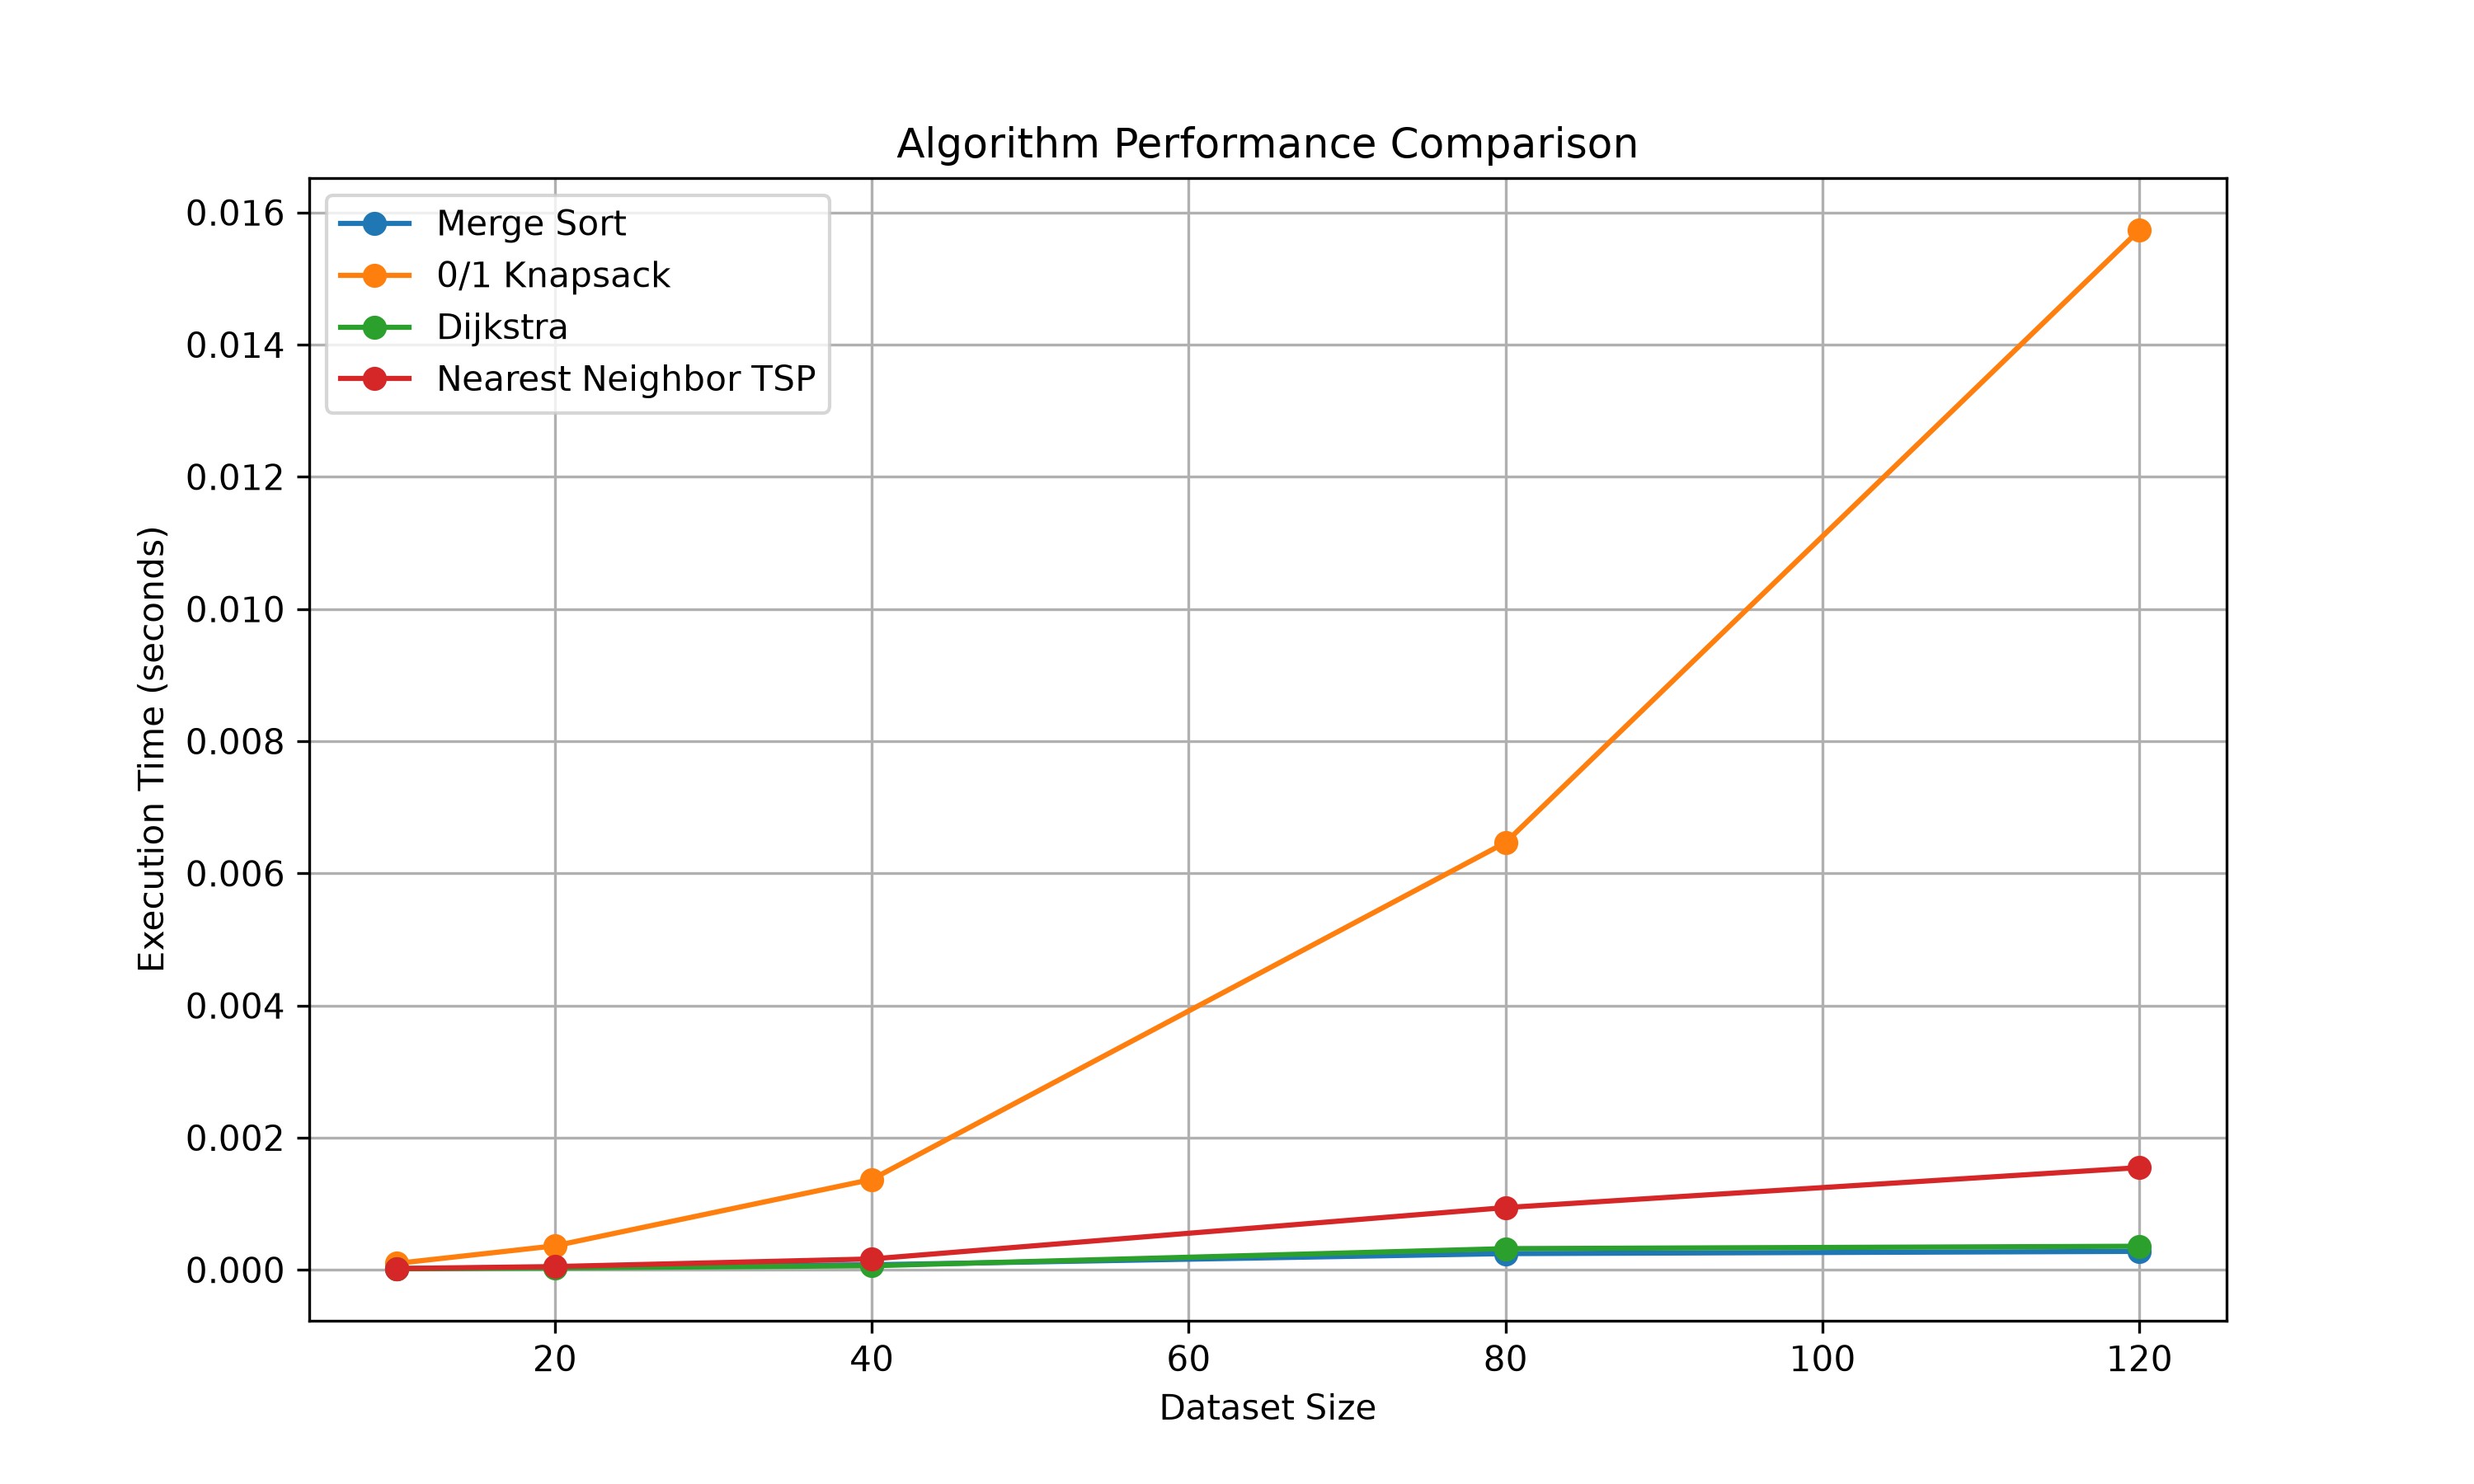 Algorithm Performance Comparison
Merge Sort
0/1 Knapsack
Dijkstra
Nearest Neighbor TSP
Execution Time (seconds)
0.016
0.014
0.012
0.010
0.008
0.006
0.004
0.002
0.000
20 40 60 80 100 120
Dataset Size